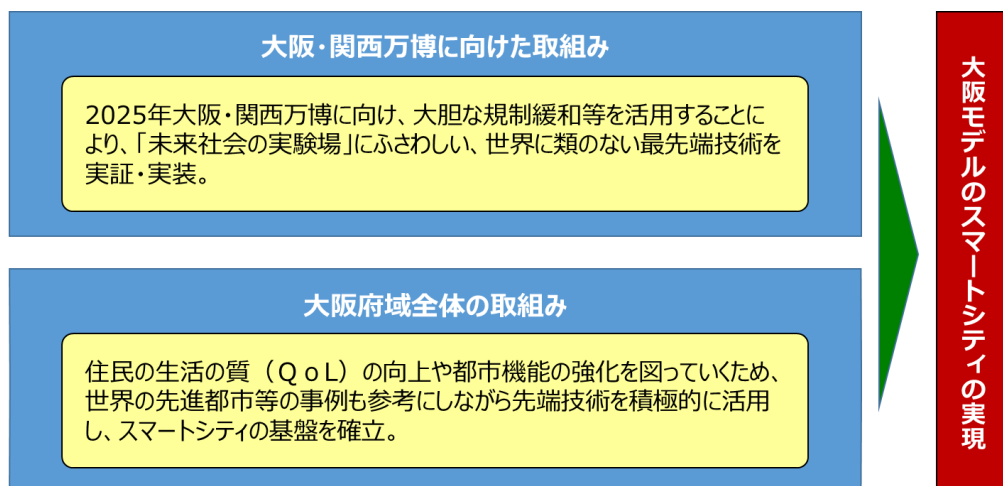 大阪・関西万博に向けた取組み
2025年大阪・関西万博に向け、大胆な規制緩和等を活用することに
より、「未来社会の実験場」にふさわしい、世界に類のない最先端技術を
実証・実装。
大阪府域全体の取組み
住民の生活の質（ＱｏＬ）の向上や都市機能の強化を図っていくため、
世界の先進都市等の事例も参考にしながら先端技術を積極的に活用
し、スマートシティの基盤を確立。
大阪モデルのスマートシティの実現